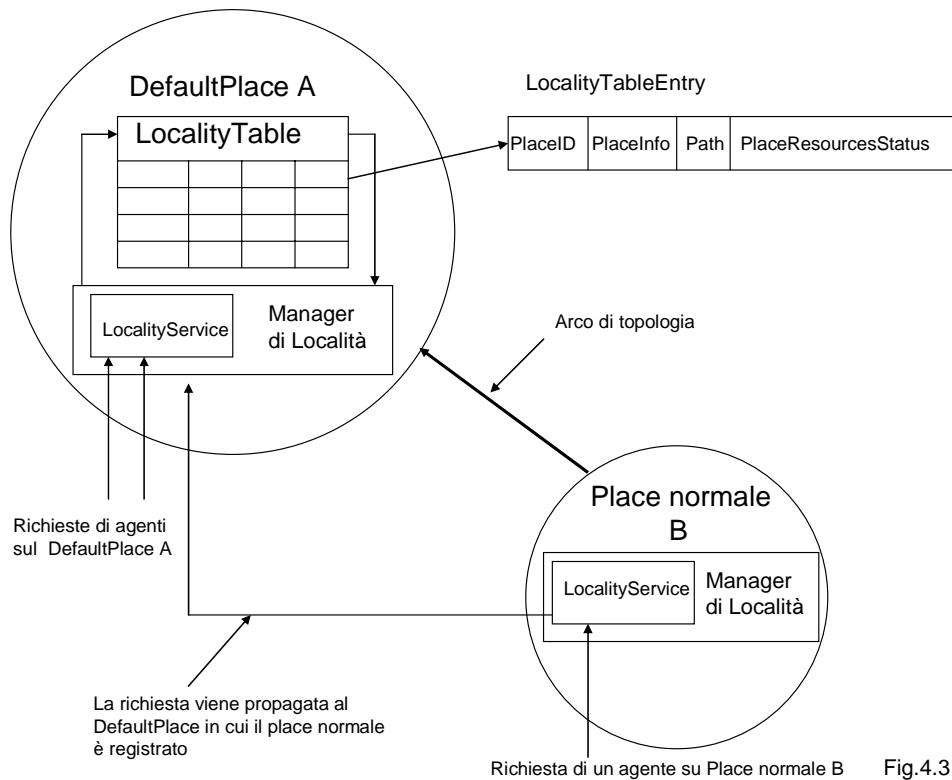 DefaultPlace A
LocalityTable
LocalityTableEntry
PlaceID PlaceInfo Path PlaceResourcesStatus
LocalityService
Manager
di Località
Arco di topologia
Richieste di agenti
sul DefaultPlace A
Place normale
B
LocalityService
Manager
di Località
La richiesta viene propagata al
DefaultPlace in cui il place normale
è registrato
Richiesta di un agente su Place normale B
Fig.4.3